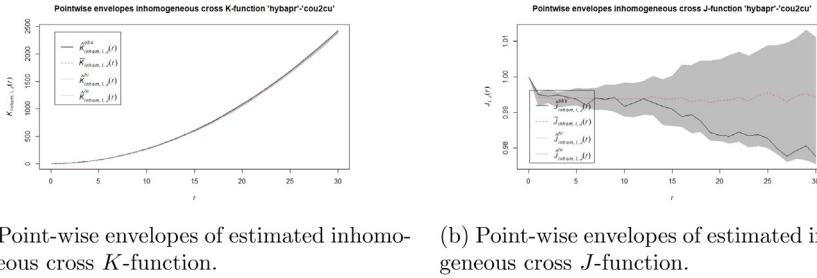 Pointwise envelopes inhomogeneous cross K-function 'hybapr'-'cou2cu'
2500
2000
1500
1000
500
0
0 5 10 15 20 25 30
r
Pointwise envelopes inhomogeneous cross J-function 'hybapr'-'cou2cu'
1.01
1.00
0.99
0.98
0 5 10 15 20 25 30
r
Point-wise envelopes of estimated inhomo-
eous cross K-function.
(b) Point-wise envelopes of estimated in
geneous cross J-function.